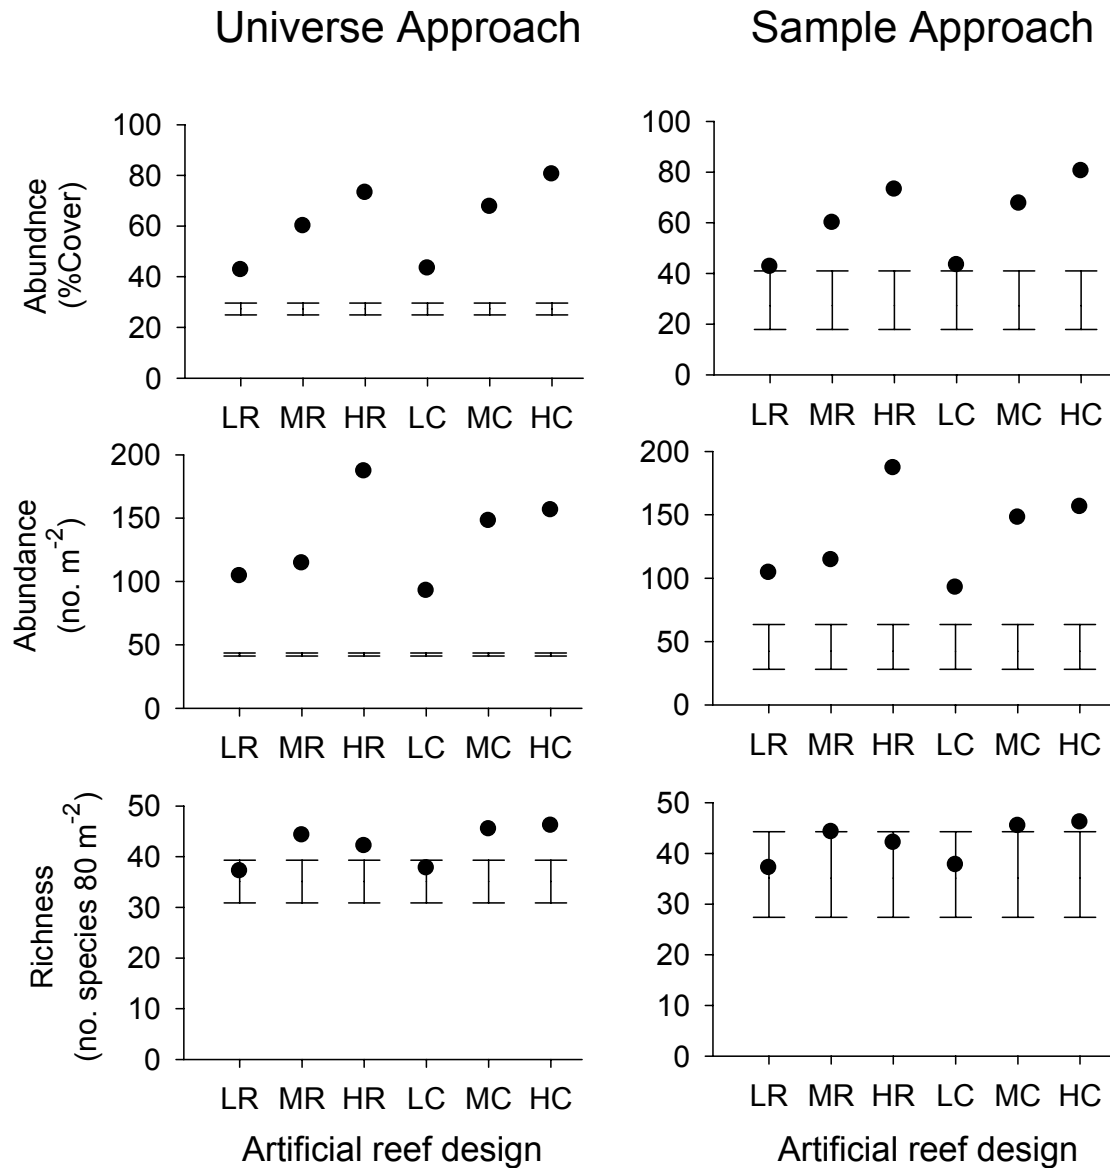 Universe Approach
Sample Approach
Abundnce
(%Cover)
100
80
60
40
20
0
LR MR HR LC MC HC
100
80
60
40
20
0
LR MR HR LC MC HC
Abundance
(no. m-2)
200
150
100
50
0
LR MR HR LC MC HC
200
150
100
50
0
LR MR HR LC MC HC
Richness
(no. species 80 m-2)
50
40
30
20
10
0
LR MR HR LC MC HC
Artificial reef design
50
40
30
20
10
0
LR MR HR LC MC HC
Artificial reef design